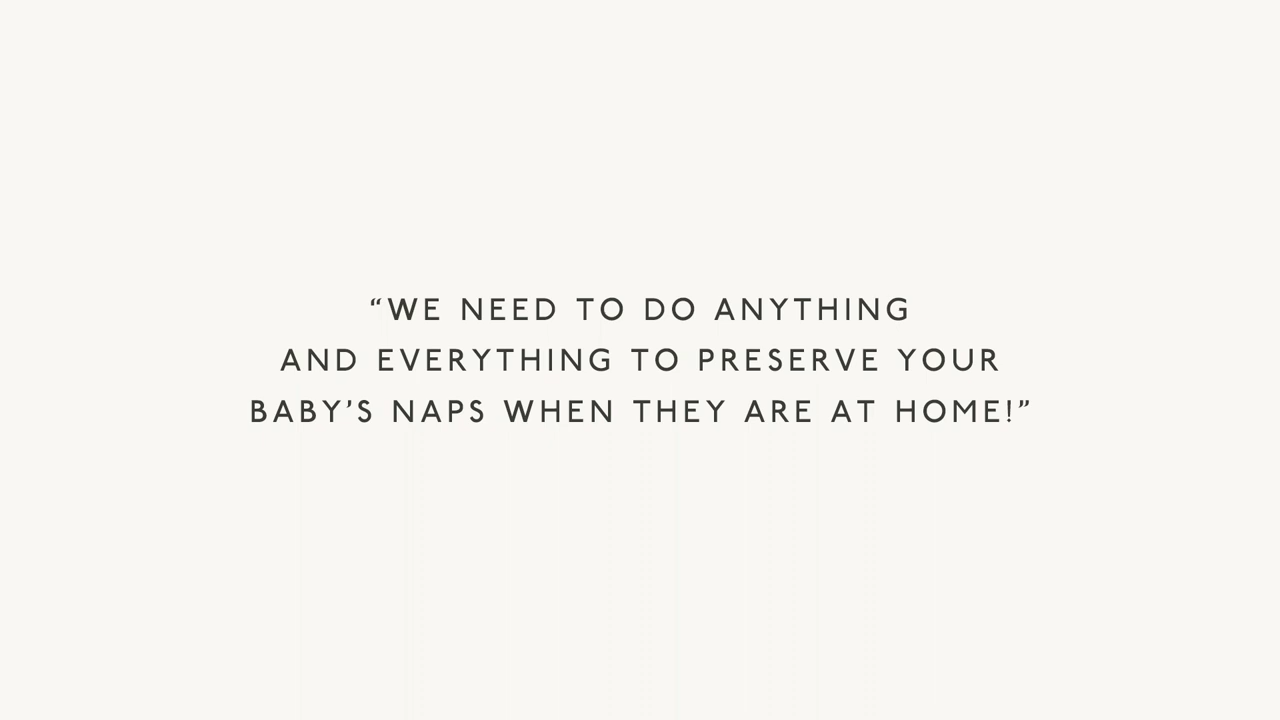 “WE NEED TO DO ANYTHING
AND EVERYTHING TO PRESERVE YOUR
BABY’S NAPS WHEN THEY ARE AT HOME!”